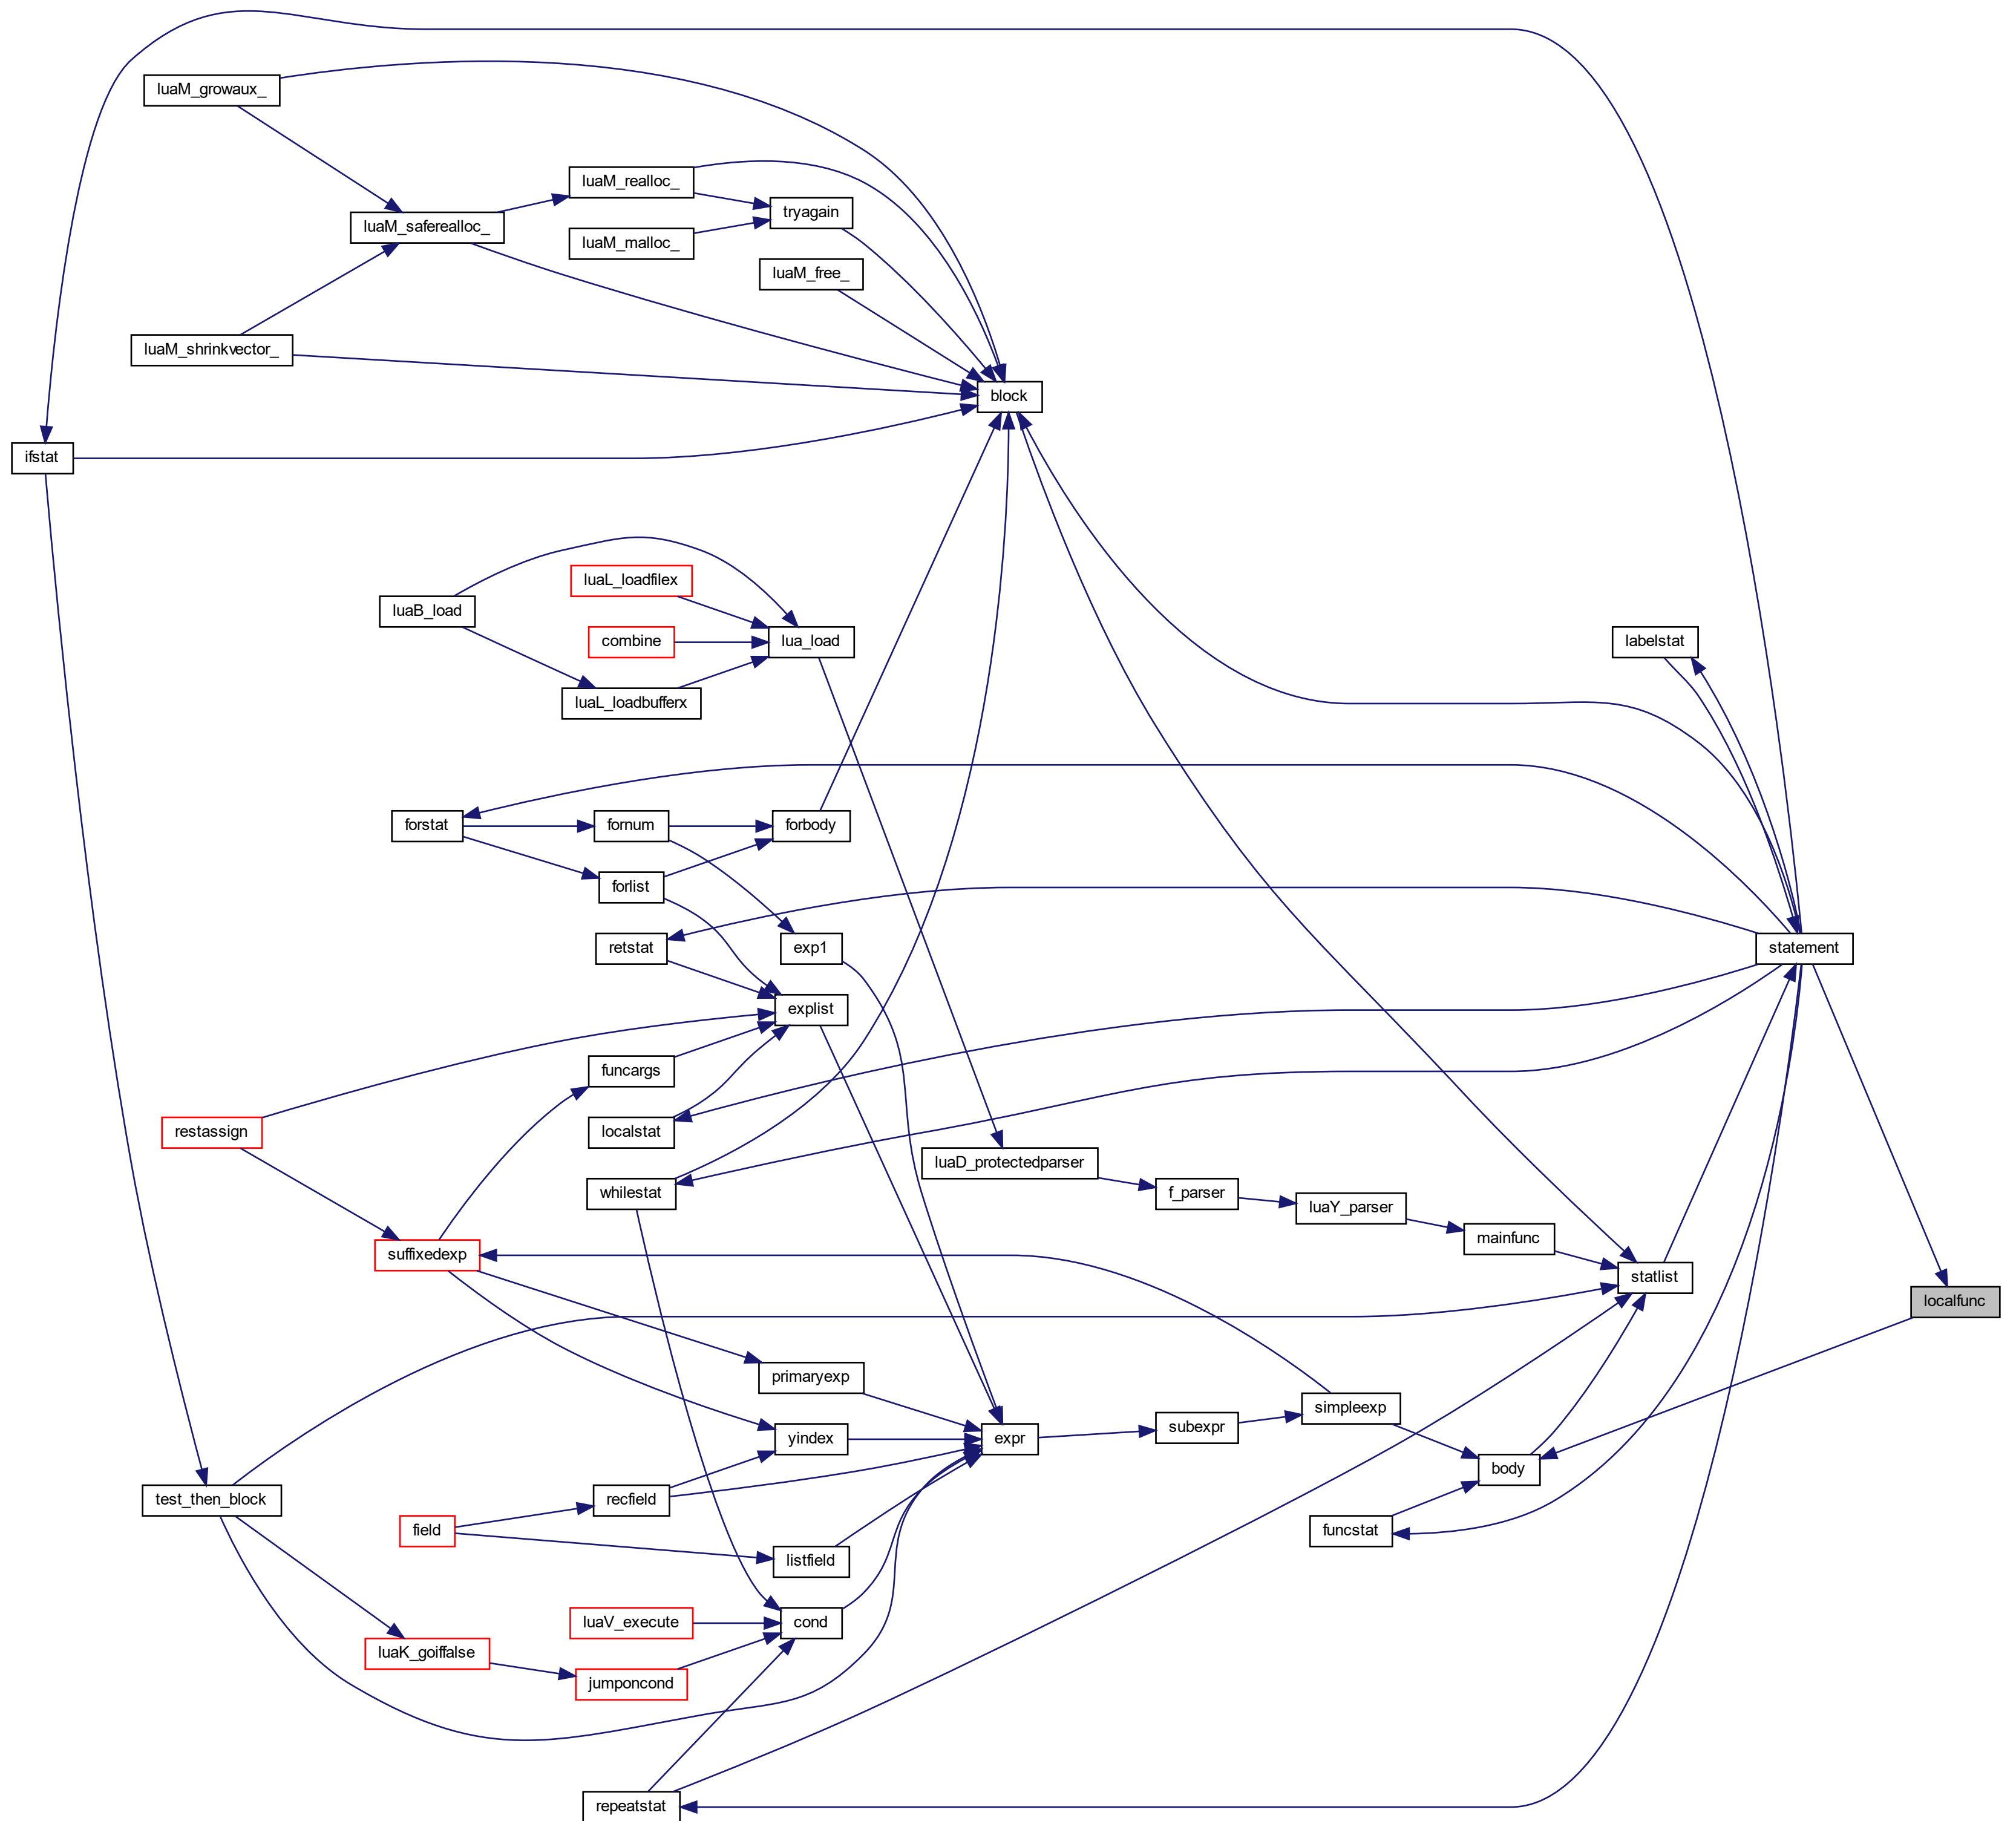 luaM_growaux_
luaM_realloc_
tryagain
luaM_saferealloc_
luaM_malloc_
luaM_free_
luaM_shrinkvector_
block
ifstat
luaL_loadfilex
luaB_load
combine
lua_load
labelstat
luaL_loadbufferx
forstat
fornum
forbody
forlist
retstat
exp1
statement
explist
funcargs
restassign
localstat
luaD_protectedparser
whilestat
f_parser
luaY_parser
mainfunc
suffixedexp
statlist
localfunc
primaryexp
simpleexp
yindex
expr
subexpr
body
test_then_block
recfield
field
funcstat
listfield
luaV_execute
cond
luaK_goiffalse
jumponcond
repeatstat